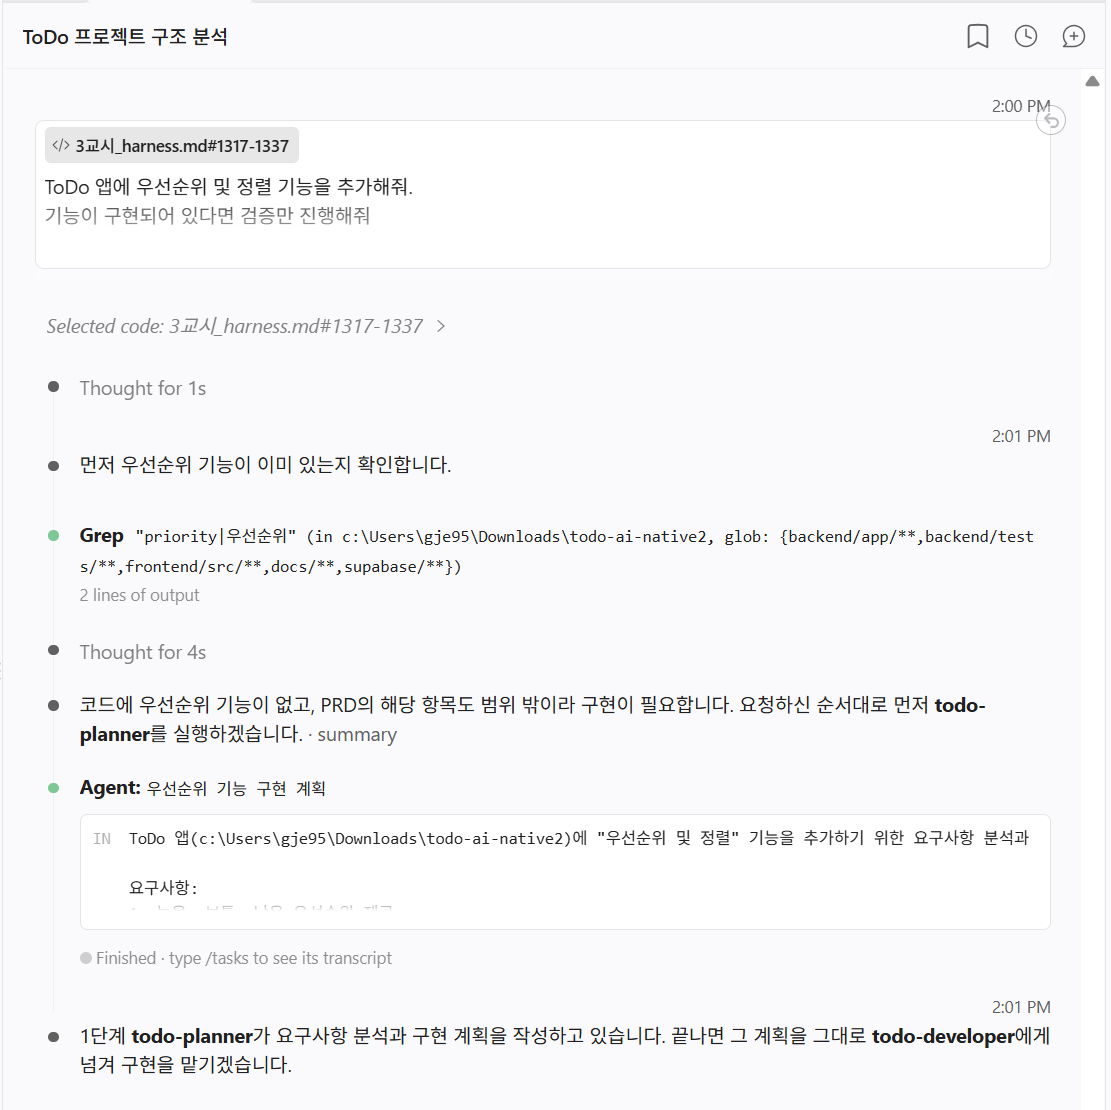 ToDo 프로젝트 구조 분석
2:00 PM
</> 3교시_harness.md#1317-1337
ToDo 앱에 우선순위 및 정렬 기능을 추가해줘.
기능이 구현되어 있다면 검증만 진행해줘
Selected code: 3교시_harness.md#1317-1337 >
Thought for 1s
2:01 PM
먼저 우선순위 기능이 이미 있는지 확인합니다.
Grep "priority|우선순위" (in c:\Users\gje95\Downloads\todo-ai-native2, glob: {backend/app/**,backend/test
s/**,frontend/src/**,docs/**,supabase/**})
2 lines of output
Thought for 4s
코드에 우선순위 기능이 없고, PRD의 해당 항목도 범위 밖이라 구현이 필요합니다. 요청하신 순서대로 먼저 todo-
planner를 실행하겠습니다. · summary
Agent: 우선순위 기능 구현 계획
IN ToDo 앱(c:\Users\gje95\Downloads\todo-ai-native2)에 "우선순위 및 정렬" 기능을 추가하기 위한 요구사항 분석과
요구사항:
Finished · type /tasks to see its transcript
2:01 PM
1단계 todo-planner가 요구사항 분석과 구현 계획을 작성하고 있습니다. 끝나면 그 계획을 그대로 todo-developer에게
넘겨 구현을 맡기겠습니다.